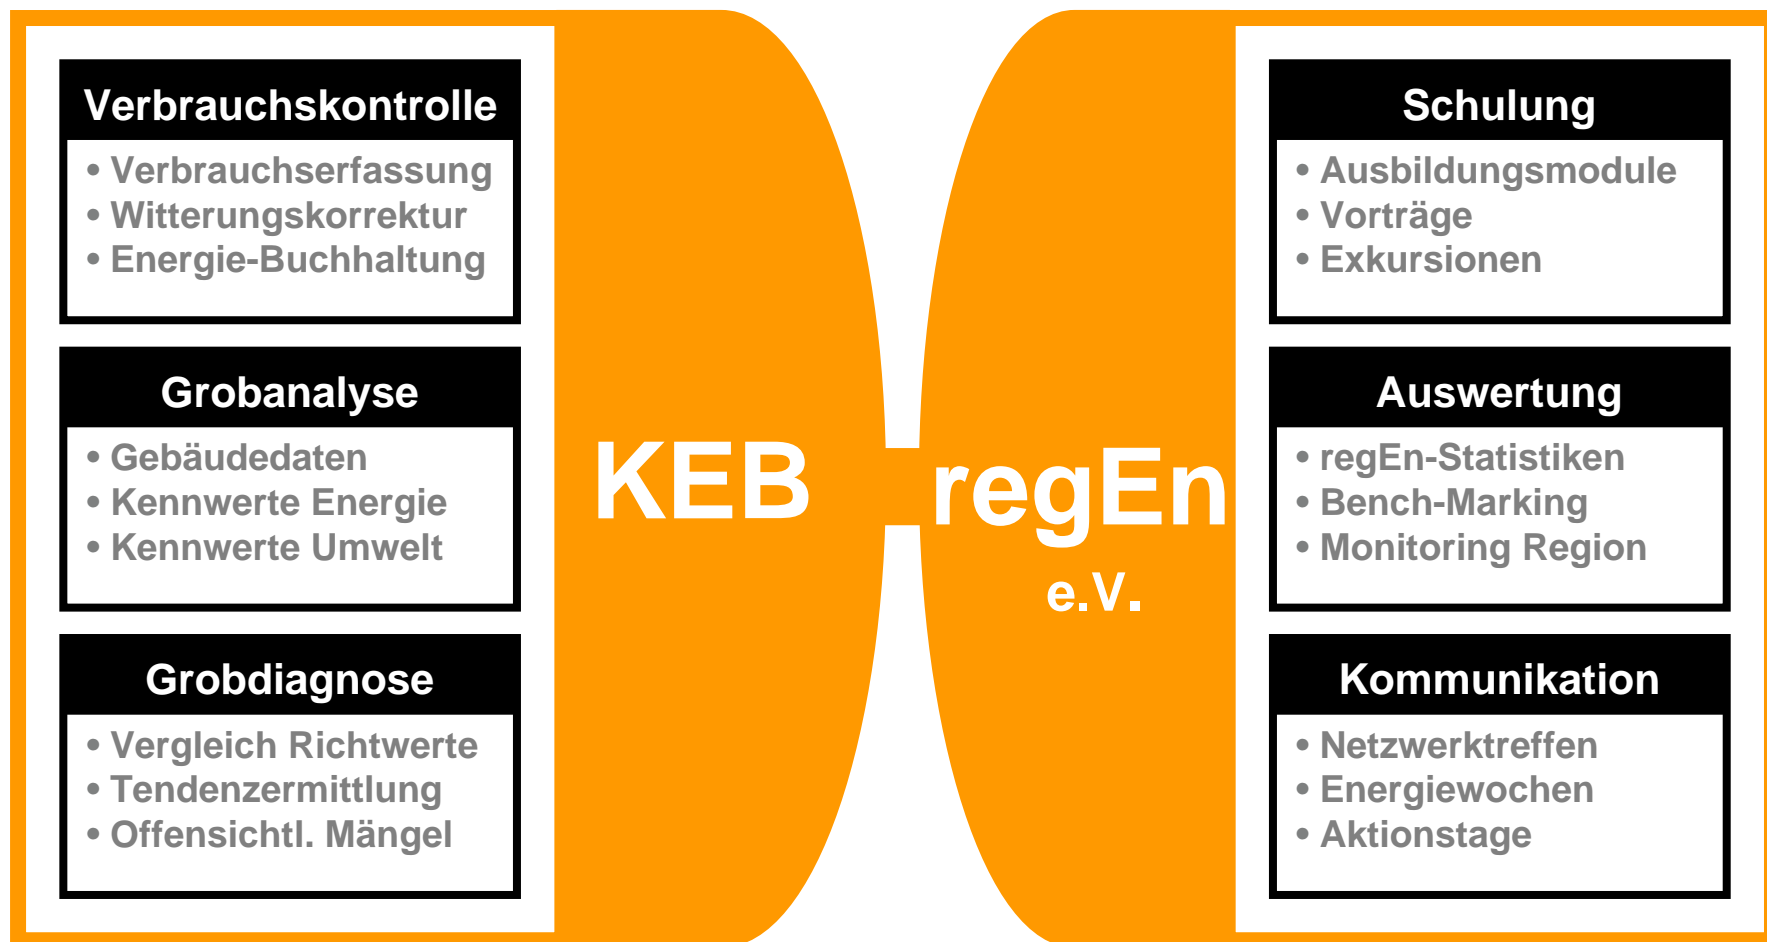 Verbrauchskontrolle
• Verbrauchserfassung
• Witterungskorrektur
• Energie-Buchhaltung
Grobanalyse
• Gebäudedaten
• Kennwerte Energie
• Kennwerte Umwelt
Grobdiagnose
• Vergleich Richtwerte
• Tendenzermittlung
• Offensichtl. Mängel
KEB
regEn
e.V.
Schulung
• Ausbildungsmodule
• Vorträge
• Exkursionen
Auswertung
• regEn-Statistiken
• Bench-Marking
• Monitoring Region
Kommunikation
• Netzwerktreffen
• Energiewochen
• Aktionstage